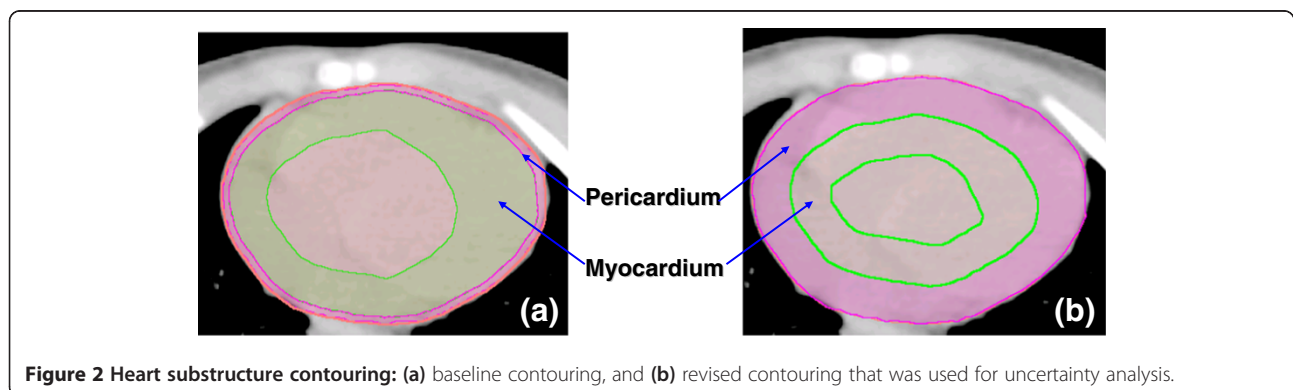 Pericardium
Myocardium
(a)
(b)
Figure 2 Heart substructure contouring: (a) baseline contouring, and (b) revised contouring that was used for uncertainty analysis.